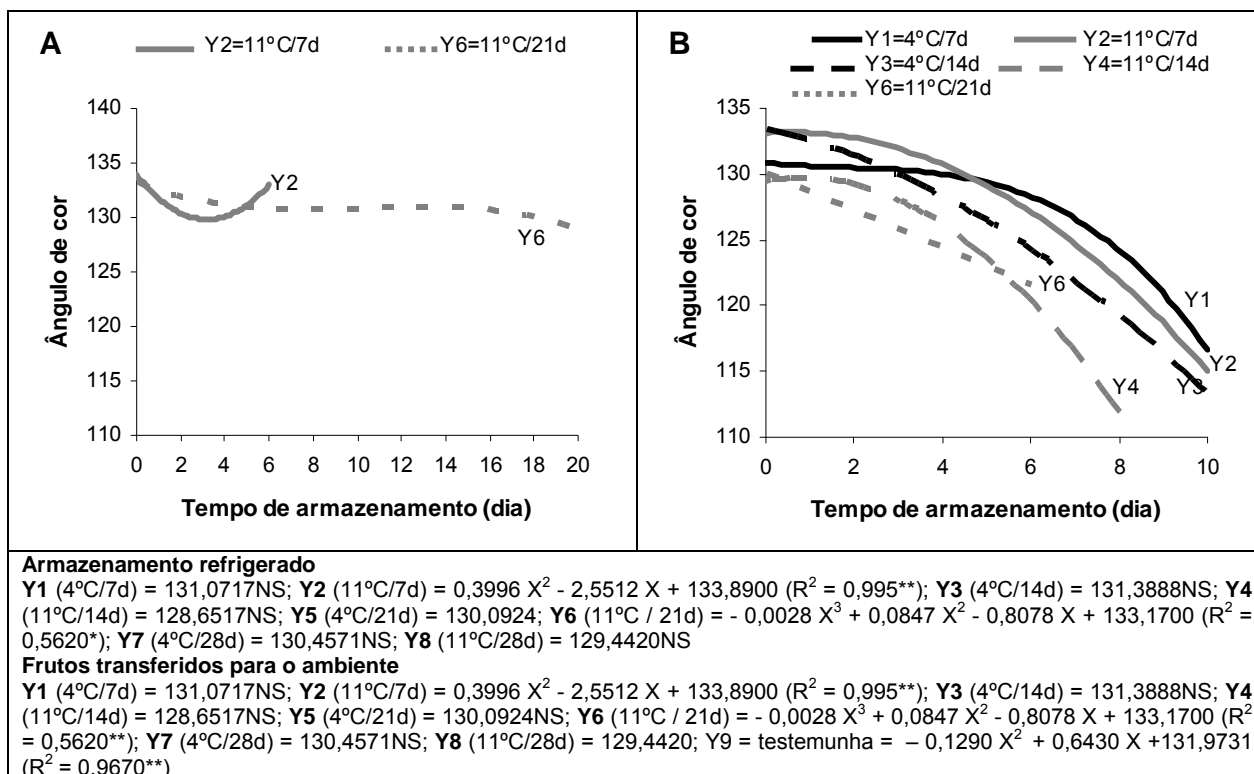 A
Y2=11ºC/7d
Y6=11ºC/21d
Ângulo de cor
140
135
130
125
120
115
110
Y2
Y6
0 2 4 6 8 10 12 14 16 18 20
Tempo de armazenamento (dia)
B
Y1=4ºC/7d
Y2=11ºC/7d
Y3=4ºC/14d
Y4=11ºC/14d
Y6=11ºC/21d
Ângulo de cor
135
130
125
120
115
110
Y6
Y1
Y2
Y3
Y4
0 2 4 6 8 10
Tempo de armazenamento (dia)
Armazenamento refrigerado
Y1 (4ºC/7d) = 131,0717NS; Y2 (11ºC/7d) = 0,3996 X² - 2,5512 X + 133,8900 (R² = 0,995**); Y3 (4ºC/14d) = 131,3888NS; Y4
(11ºC/14d) = 128,6517NS; Y5 (4ºC/21d) = 130,0924; Y6 (11ºC / 21d) = - 0,0028 X³ + 0,0847 X² - 0,8078 X + 133,1700 (R² =
0,5620*); Y7 (4ºC/28d) = 130,4571NS; Y8 (11ºC/28d) = 129,4420NS
Frutos transferidos para o ambiente
Y1 (4ºC/7d) = 131,0717NS; Y2 (11ºC/7d) = 0,3996 X² - 2,5512 X + 133,8900 (R² = 0,995**); Y3 (4ºC/14d) = 131,3888NS; Y4
(11ºC/14d) = 128,6517NS; Y5 (4ºC/21d) = 130,0924NS; Y6 (11ºC / 21d) = - 0,0028 X³ + 0,0847 X² - 0,8078 X + 133,1700 (R²
= 0,5620**); Y7 (4ºC/28d) = 130,4571NS; Y8 (11ºC/28d) = 129,4420; Y9 = testemunha = – 0,1290 X² + 0,6430 X +131,9731
(R² = 0,9670**)